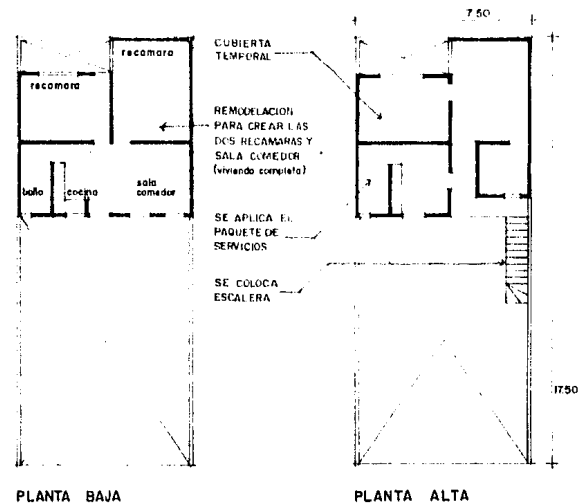 7.50
recamara
recamara
baño
cocina
sala
comedor
CUBIERTA
TEMPORAL
REMODELACION
PARA CREAR LAS
DOS RECAMARAS Y
SALA COMEDOR
(vivienda completa)
SE APLICA EL
PAQUETE DE
SERVICIOS
SE COLOCA
ESCALERA
17.50
PLANTA BAJA
PLANTA ALTA